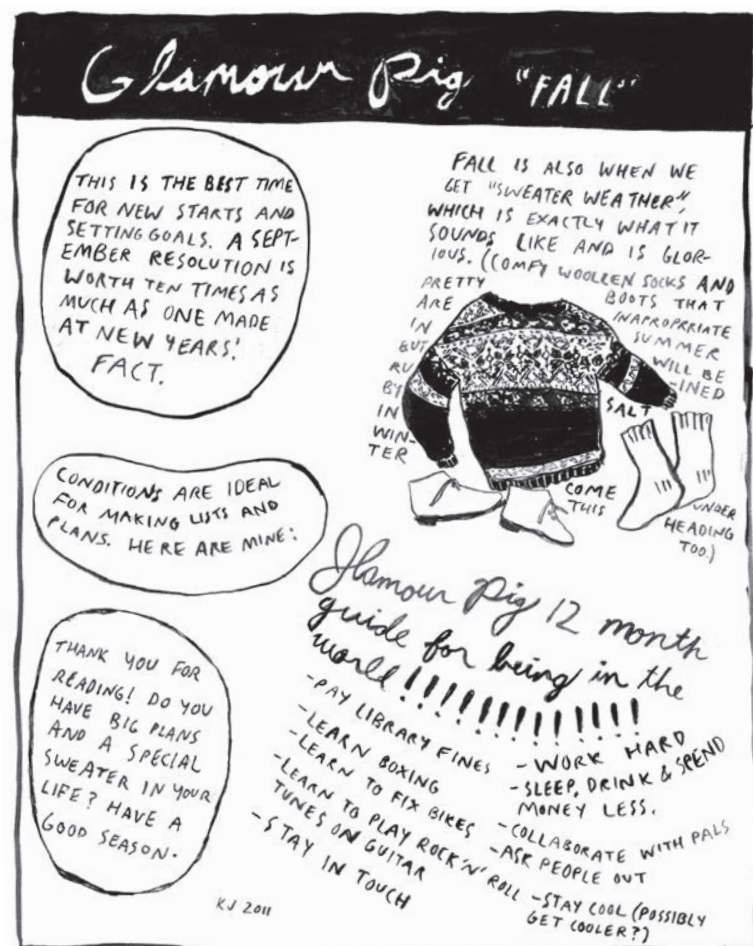 Glamour Pig "FALL"
THIS IS THE BEST TIME
FOR NEW STARTS AND
SETTING GOALS. A SEPT-
EMBER RESOLUTION IS
WORTH TEN TIMES AS
MUCH AS ONE MADE
AT NEW YEARS!
FACT.
FALL IS ALSO WHEN WE
GET "SWEATER WEATHER",
WHICH IS EXACTLY WHAT IT
SOUNDS LIKE AND IS GLOR-
IOUS. (COMFY WOOLLEN SOCKS AND
PRETTY BOOTS THAT
ARE INAPROPRRIATE
IN SUMMER
BUT WILL BE
RU -INED
BY SALT
IN
WIN-
TER
COME UNDER
THIS HEADING
TOO.)
CONDITIONS ARE IDEAL
FOR MAKING LISTS AND
PLANS. HERE ARE MINE:
Glamour Pig 12 month
guide for being in the
world !!!!!!!!!!!!!
-PAY LIBRARY FINES
-LEARN BOXING
-LEARN TO FIX BIKES
-LEARN TO PLAY ROCK'N'ROLL
TUNES ON GUITAR
-STAY IN TOUCH
-WORK HARD
-SLEEP, DRINK & SPEND
MONEY LESS.
-COLLABORATE WITH PALS
-ASK PEOPLE OUT
-STAY COOL (POSSIBLY
GET COOLER?)
THANK YOU FOR
READING! DO YOU
HAVE BIG PLANS
AND A SPECIAL
SWEATER IN YOUR
LIFE? HAVE A
GOOD SEASON.
KJ 2011